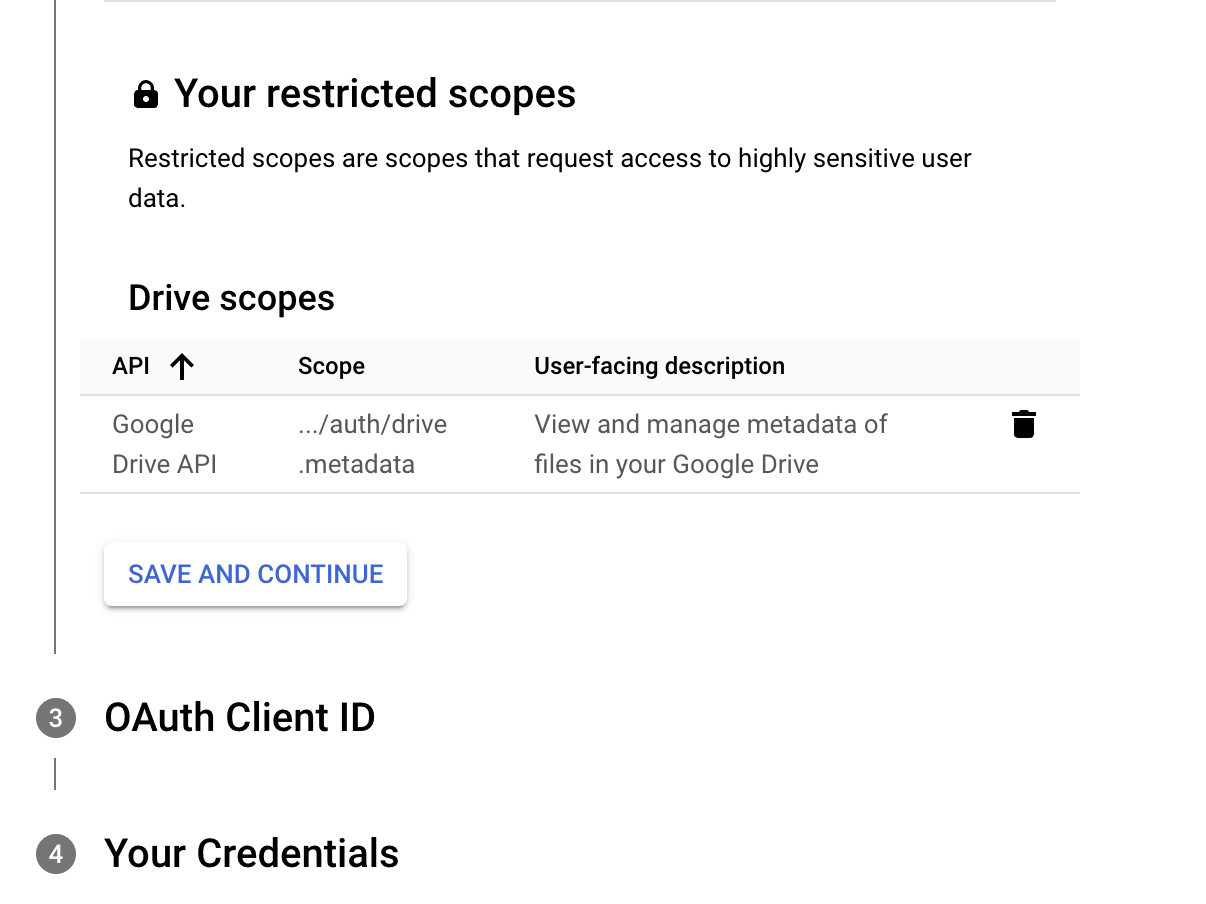 Your restricted scopes
Restricted scopes are scopes that request access to highly sensitive user
data.
Drive scopes
API Scope User-facing description
Google .../auth/drive View and manage metadata of
Drive API .metadata files in your Google Drive
SAVE AND CONTINUE
3 OAuth Client ID
4 Your Credentials